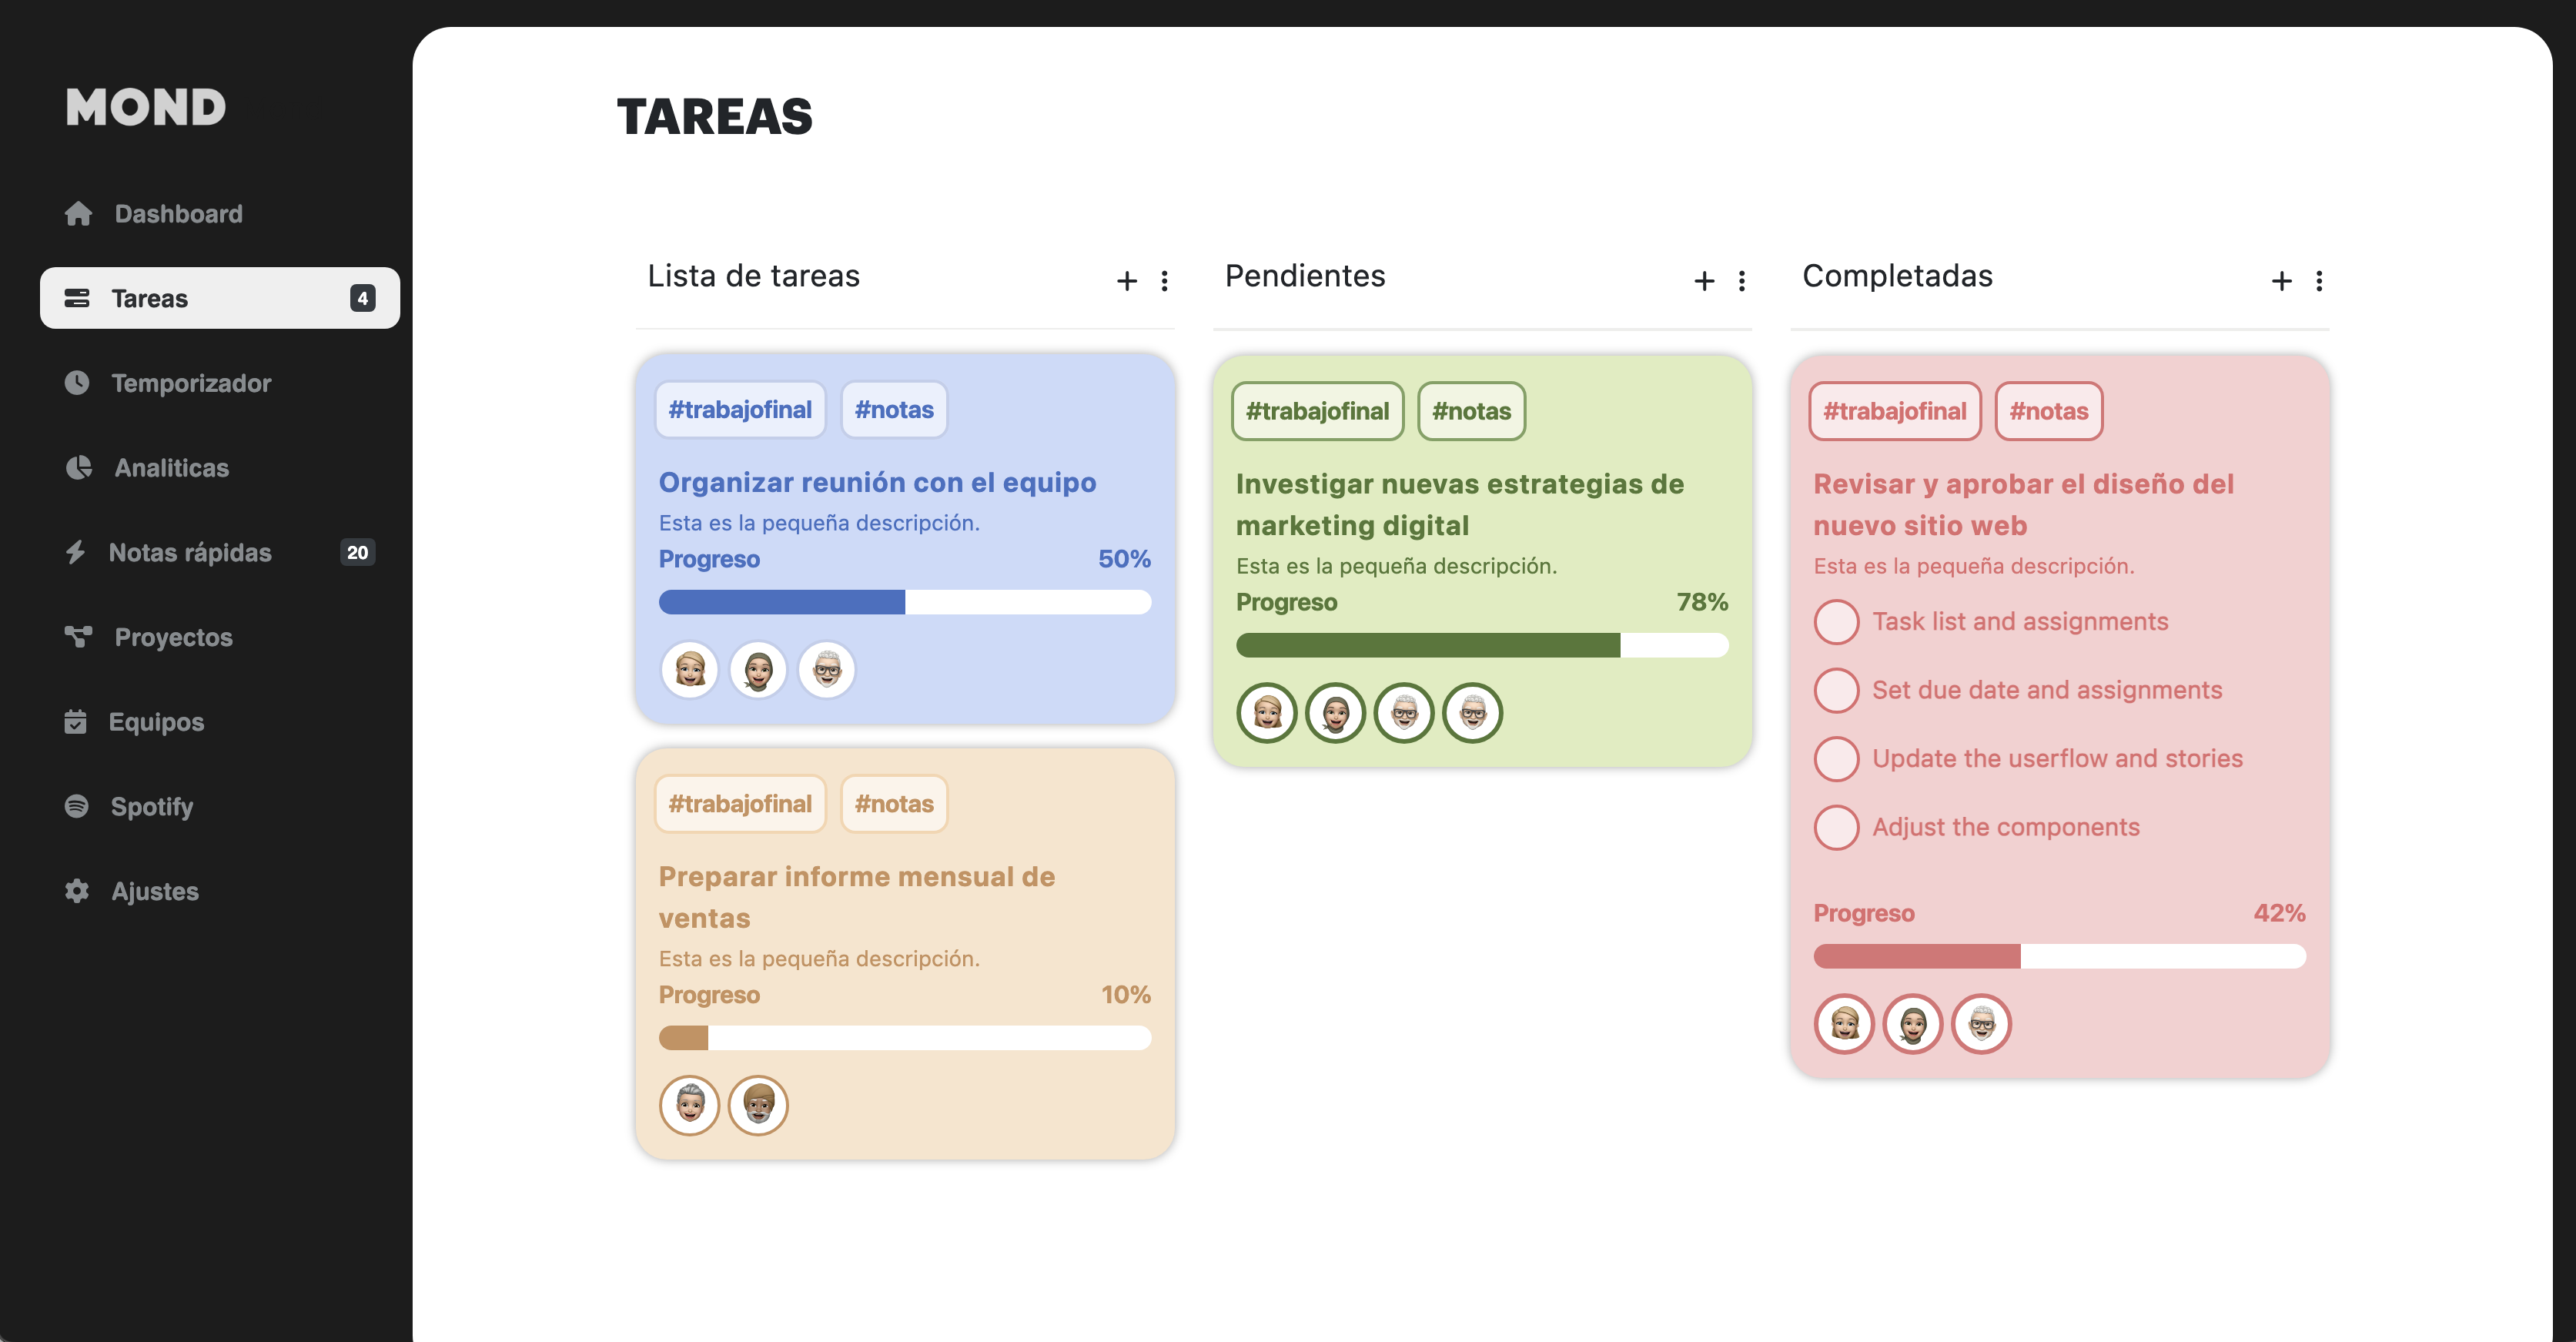 MOND
Dashboard
Tareas 4
Temporizador
Analiticas
Notas rápidas 20
Proyectos
Equipos
Spotify
Ajustes
TAREAS
Lista de tareas
#trabajofinal #notas
Organizar reunión con el equipo
Esta es la pequeña descripción.
Progreso 50%
#trabajofinal #notas
Preparar informe mensual de
ventas
Esta es la pequeña descripción.
Progreso 10%
Pendientes
#trabajofinal #notas
Investigar nuevas estrategias de
marketing digital
Esta es la pequeña descripción.
Progreso 78%
Completadas
#trabajofinal #notas
Revisar y aprobar el diseño del
nuevo sitio web
Esta es la pequeña descripción.
Task list and assignments
Set due date and assignments
Update the userflow and stories
Adjust the components
Progreso 42%